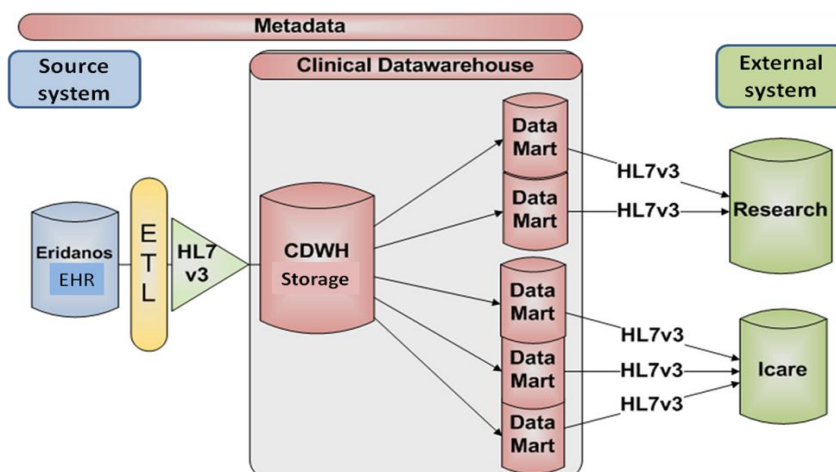 Metadata
Source
system
Clinical Datawarehouse
External
system
Eridanos
EHR
E
T
L
HL7
v3
CDWH
Storage
Data
Mart
Data
Mart
Data
Mart
Data
Mart
Data
Mart
HL7v3
HL7v3
HL7v3
HL7v3
HL7v3
Research
Icare